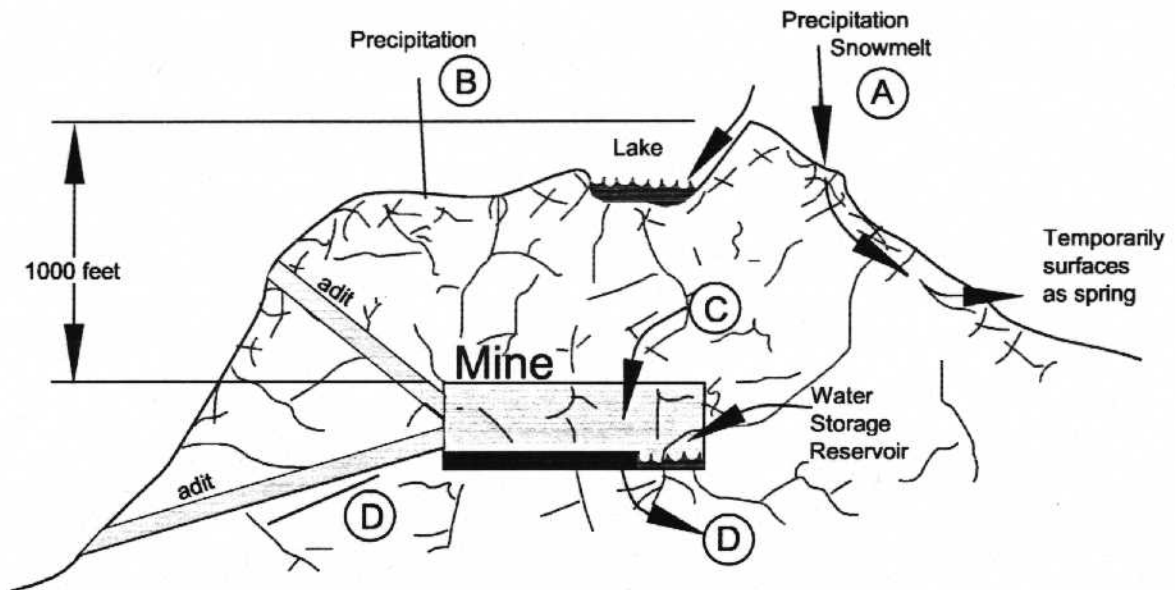 Precipitation
B
Precipitation
Snowmelt
A
Lake
1000 feet
adit
Temporarily
surfaces
as spring
C
Mine
Water
Storage
Reservoir
adit
D
D